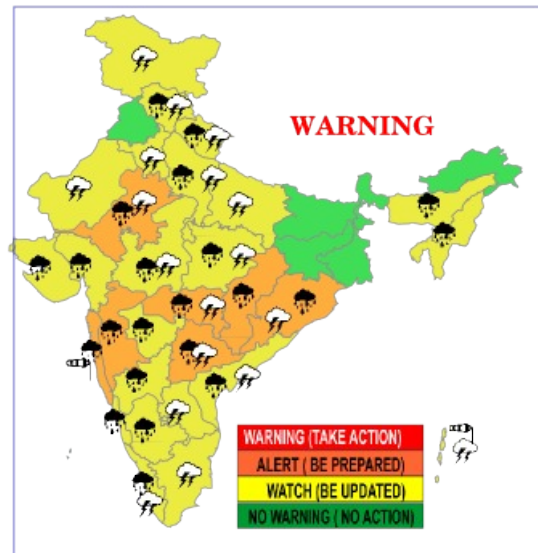 WARNING
WARNING (TAKE ACTION)
ALERT ( BE PREPARED)
WATCH (BE UPDATED)
NO WARNING ( NO ACTION)